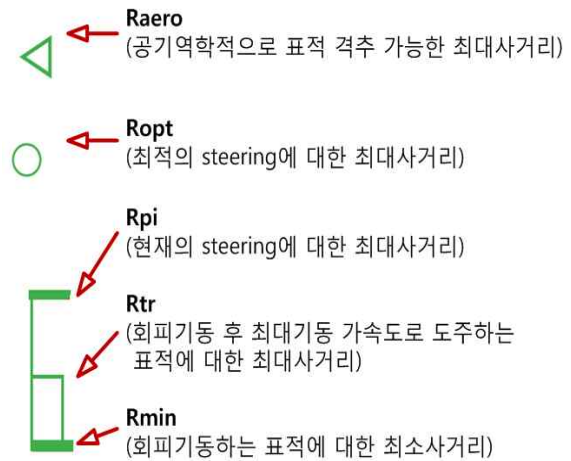 Raero
(공기역학적으로 표적 격추 가능한 최대사거리)
Ropt
(최적의 steering에 대한 최대사거리)
Rpi
(현재의 steering에 대한 최대사거리)
Rtr
(회피기동 후 최대기동 가속도로 도주하는
표적에 대한 최대사거리)
Rmin
(회피기동하는 표적에 대한 최소사거리)